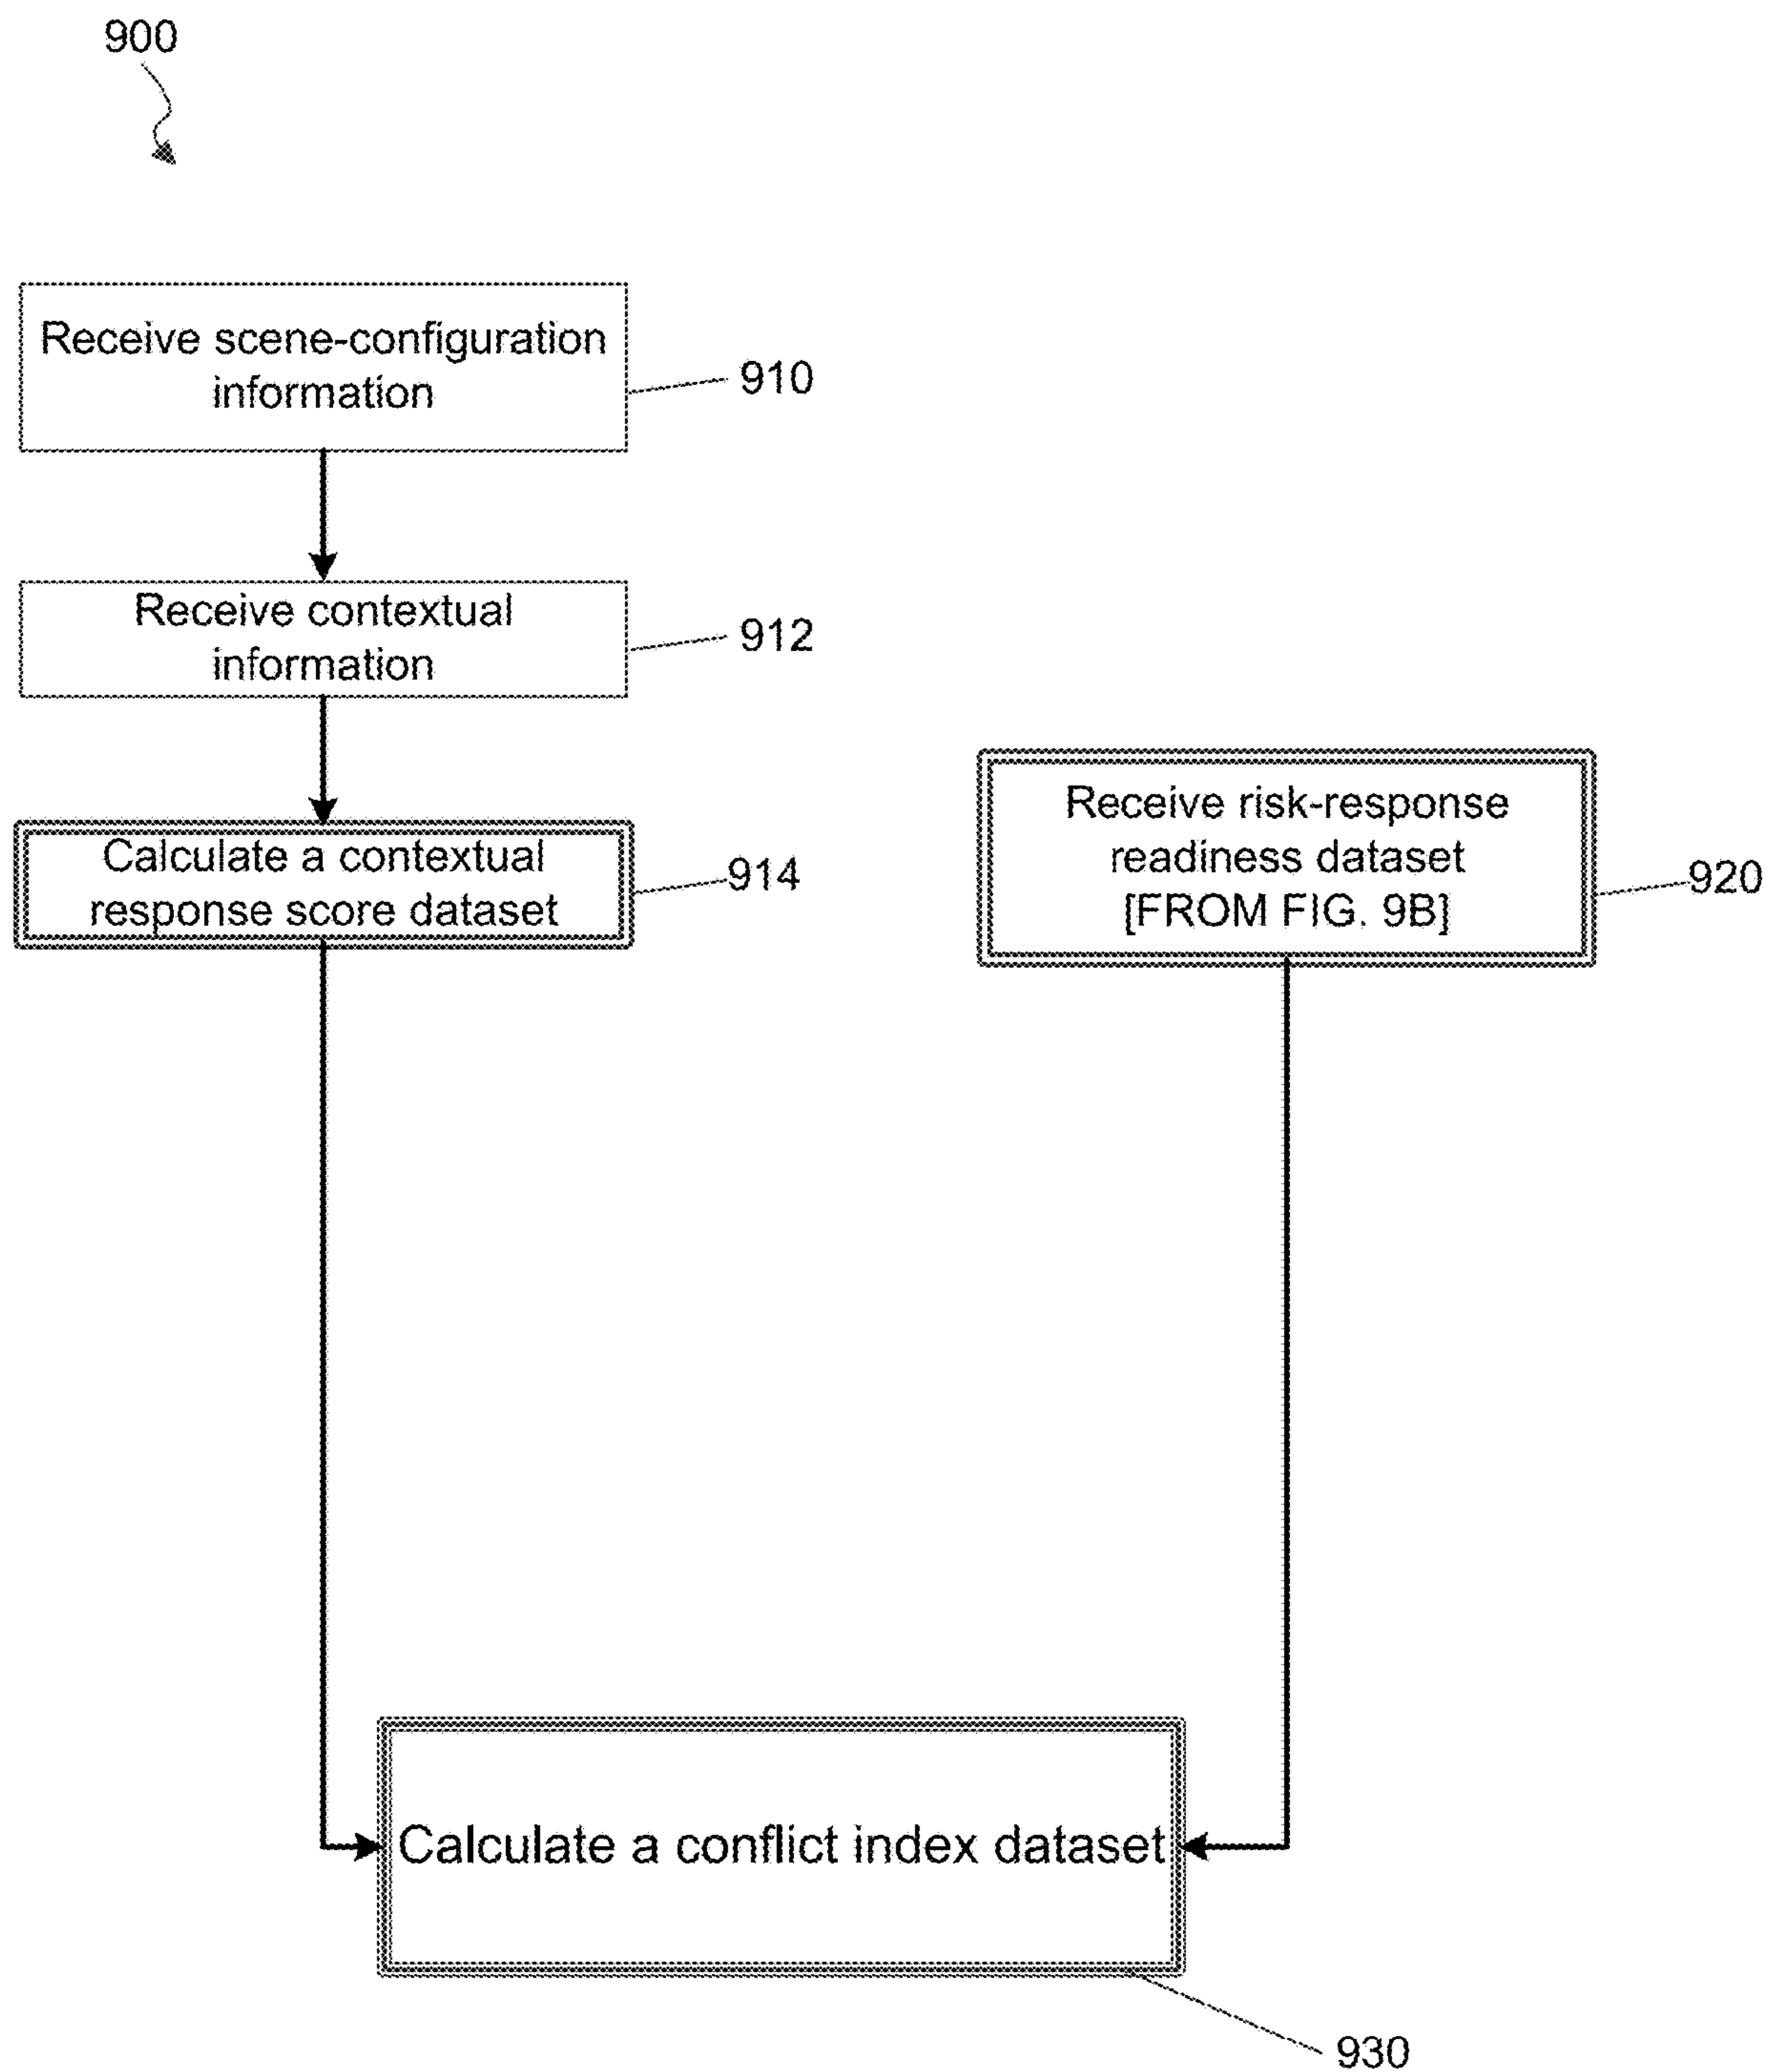 900
Receive scene-configuration
information
910
Receive contextual
information
912
Calculate a contextual
response score dataset
914
Receive risk-response
readiness dataset
[FROM FIG. 9B]
920
Calculate a conflict index dataset
930